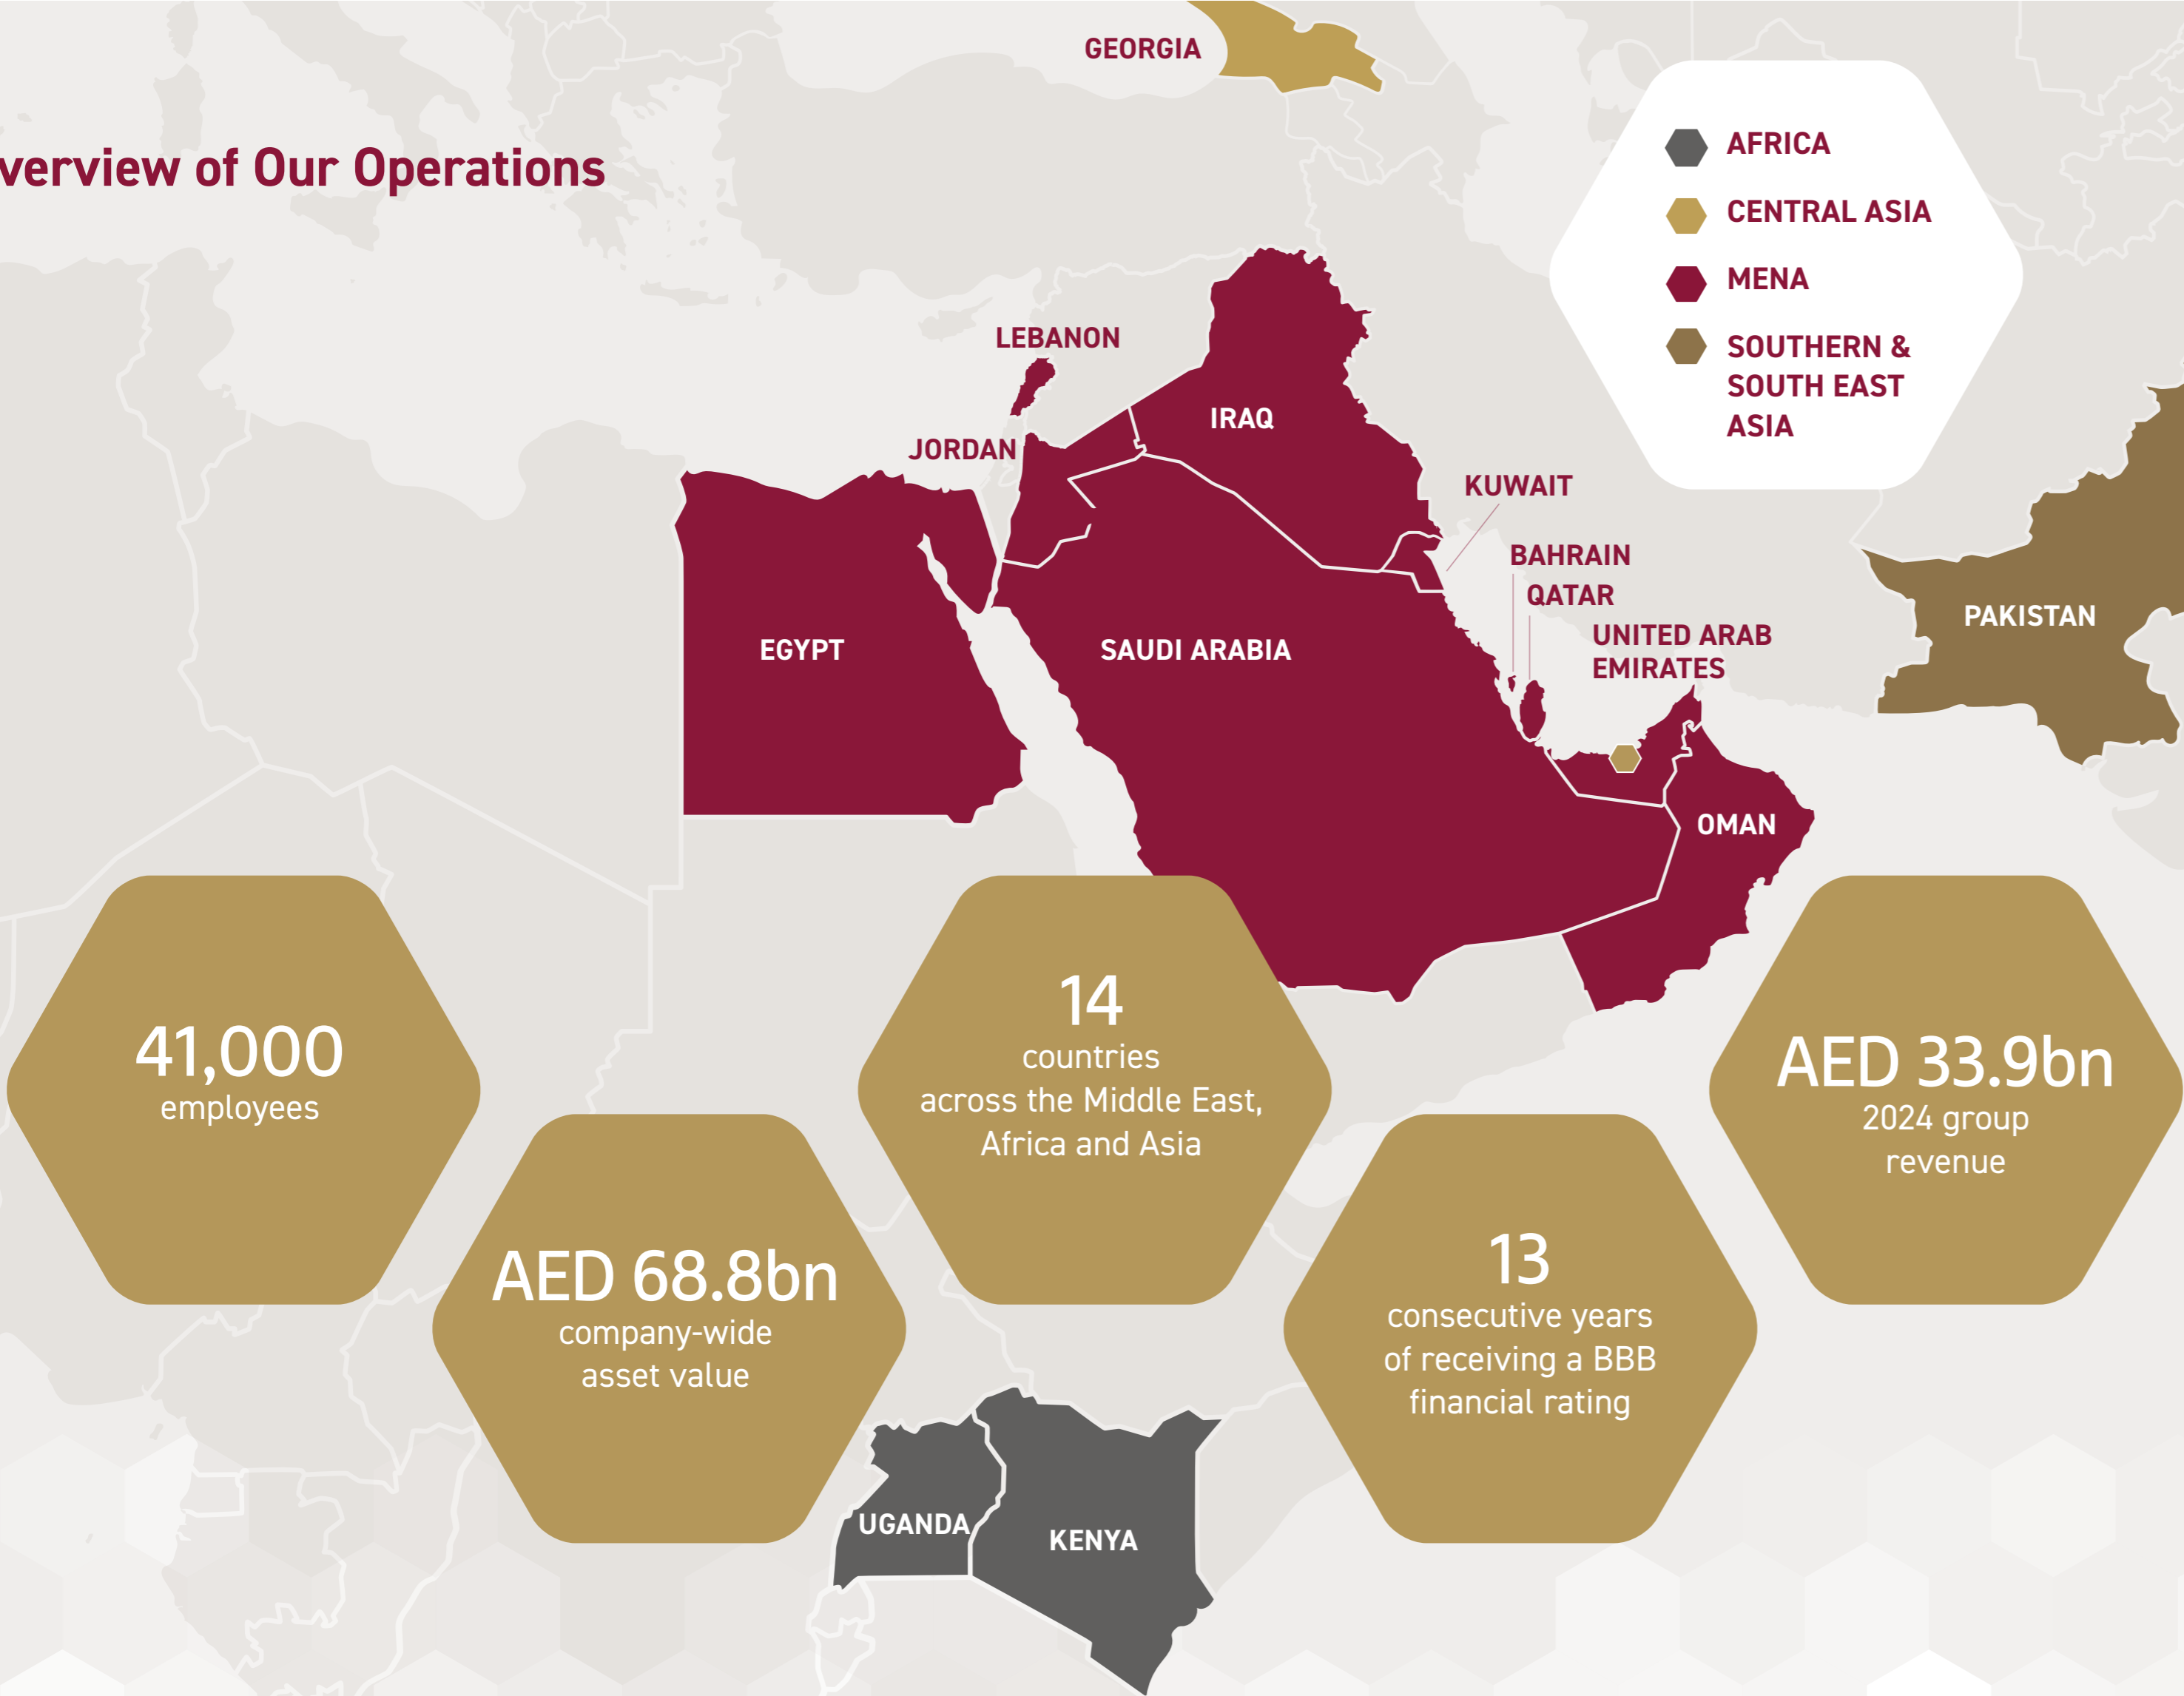 GEORGIA
verview of Our Operations
AFRICA
CENTRAL ASIA
MENA
SOUTHERN &
SOUTH EAST
ASIA
LEBANON
IRAQ
JORDAN
KUWAIT
BAHRAIN
QATAR
UNITED ARAB
EMIRATES
PAKISTAN
EGYPT
SAUDI ARABIA
OMAN
41,000
employees
AED 68.8bn
company-wide
asset value
14
countries
across the Middle East,
Africa and Asia
13
consecutive years
of receiving a BBB
financial rating
AED 33.9bn
2024 group
revenue
UGANDA
KENYA